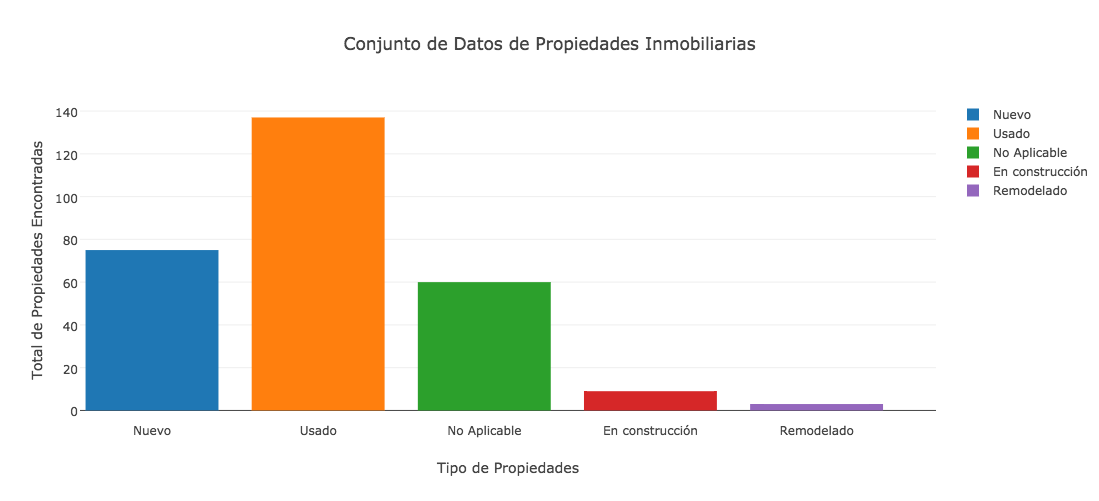 Conjunto de Datos de Propiedades Inmobiliarias
Total de Propiedades Encontradas
140
120
100
80
60
40
20
0
Nuevo
Usado
No Aplicable
En construcción
Remodelado
Tipo de Propiedades
Nuevo
Usado
No Aplicable
En construcción
Remodelado